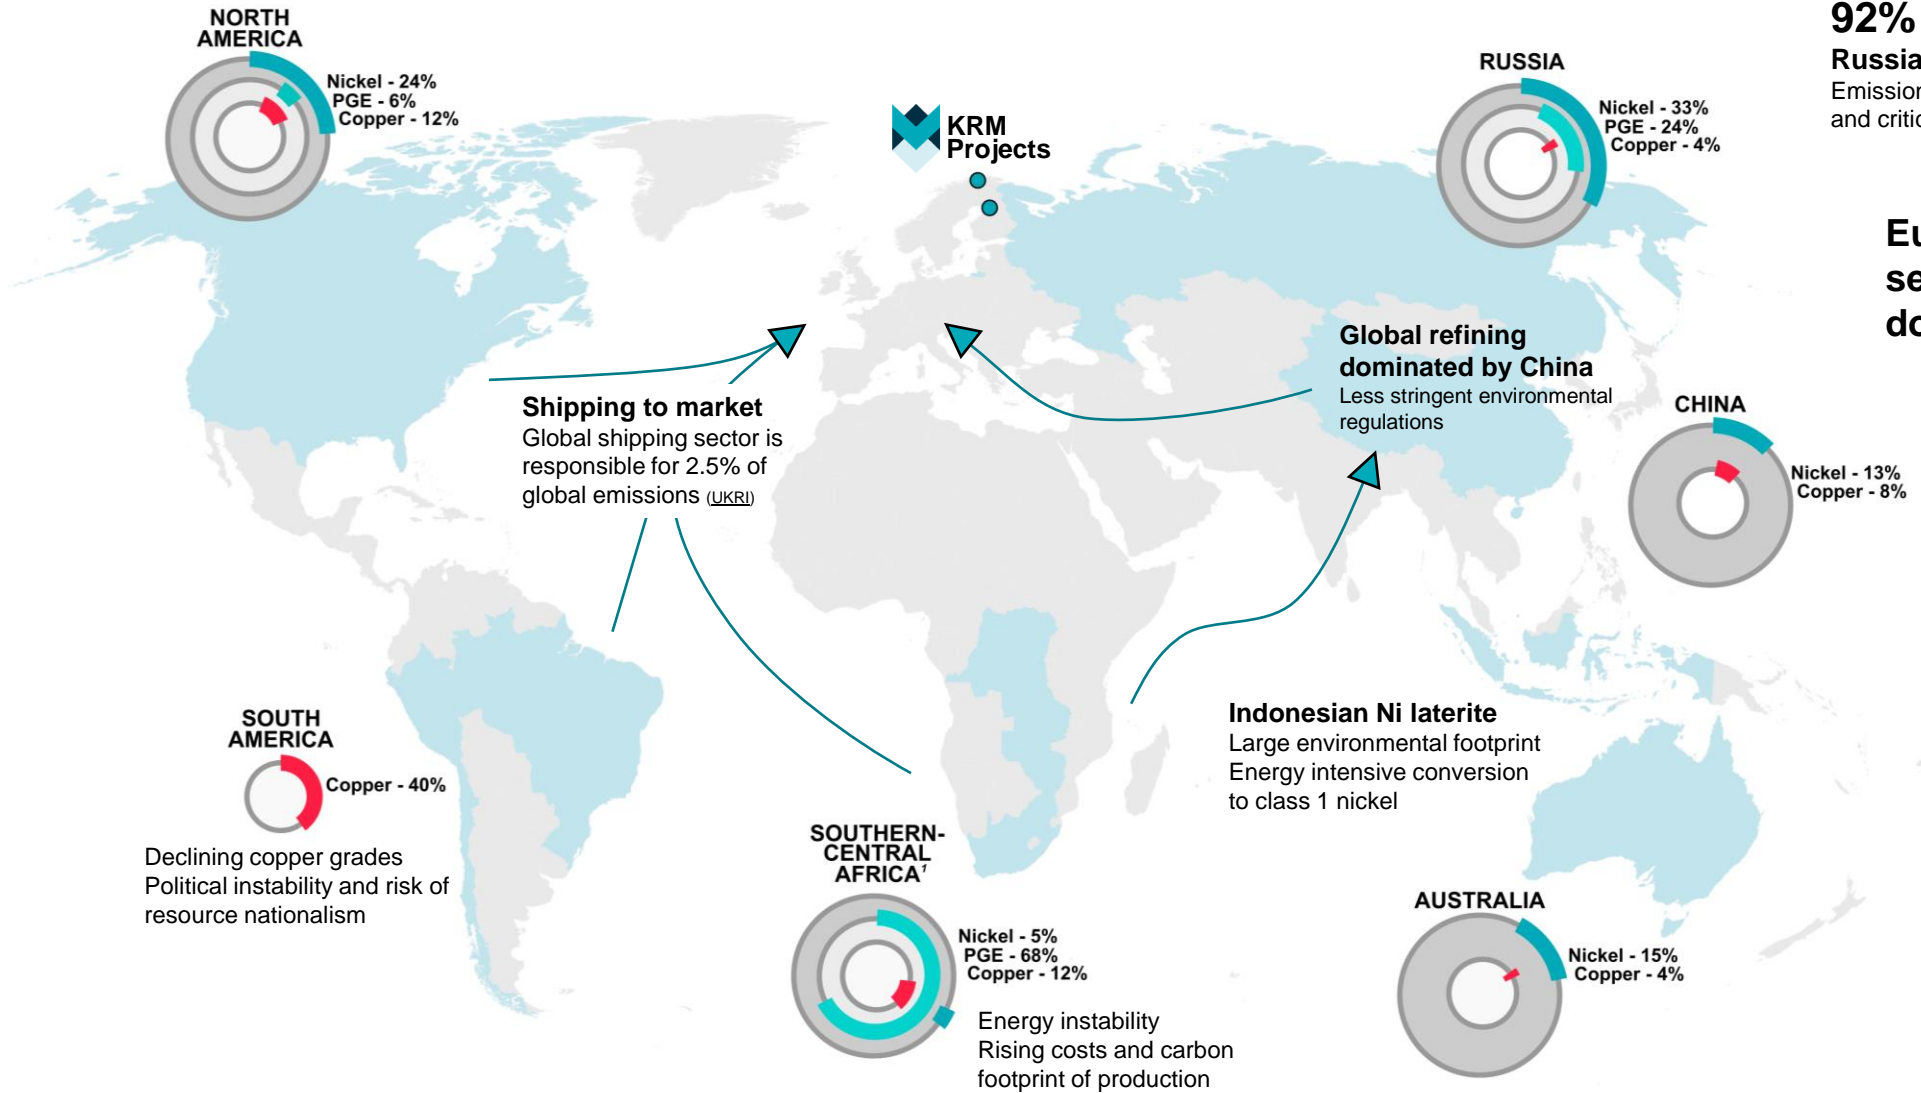 NORTH
AMERICA
Nickel - 24%
PGE - 6%
Copper - 12%
KRM
Projects
RUSSIA
Nickel - 33%
PGE - 24%
Copper - 4%
92%
Russia
and
Global refining
dominated by China
Less stringent environmental
regulations
CHINA
Nickel - 13%
Copper - 8%
Shipping to market
Global shipping sector is
responsible for 2.5% of
global emissions (UKRI)
SOUTH
AMERICA
Copper - 40%
Declining copper grades
Political instability and risk of
resource nationalism
SOUTHERN-
CENTRAL
AFRICA¹
Nickel - 5%
PGE - 68%
Copper - 12%
Energy instability
Rising costs and carbon
footprint of production
Indonesian Ni laterite
Large environmental footprint
Energy intensive conversion
to class 1 nickel
AUSTRALIA
Nickel - 15%
Copper - 4%